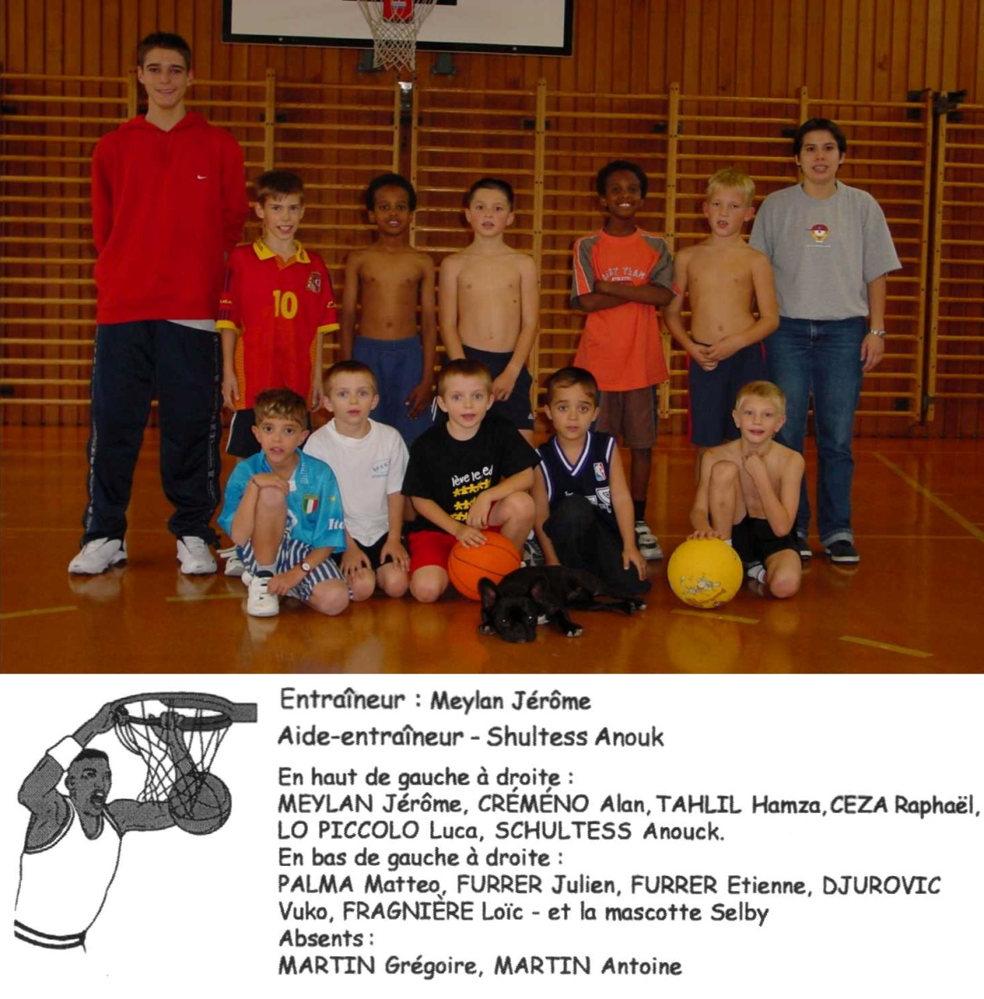 10
lève le
Entraîneur : Meylan Jérôme
Aide-entraîneur - Shultess Anouk
En haut de gauche à droite :
MEYLAN Jérôme, CRÉMÉNO Alan, TAHLIL Hamza, CEZA Raphaël,
LO PICCOLO Luca, SCHULTESS Anouck.
En bas de gauche à droite :
PALMA Matteo, FURRER Julien, FURRER Etienne, DJUROVIC
Vuko, FRAGNIÈRE Loïc - et la mascotte Selby
Absents :
MARTIN Grégoire, MARTIN Antoine